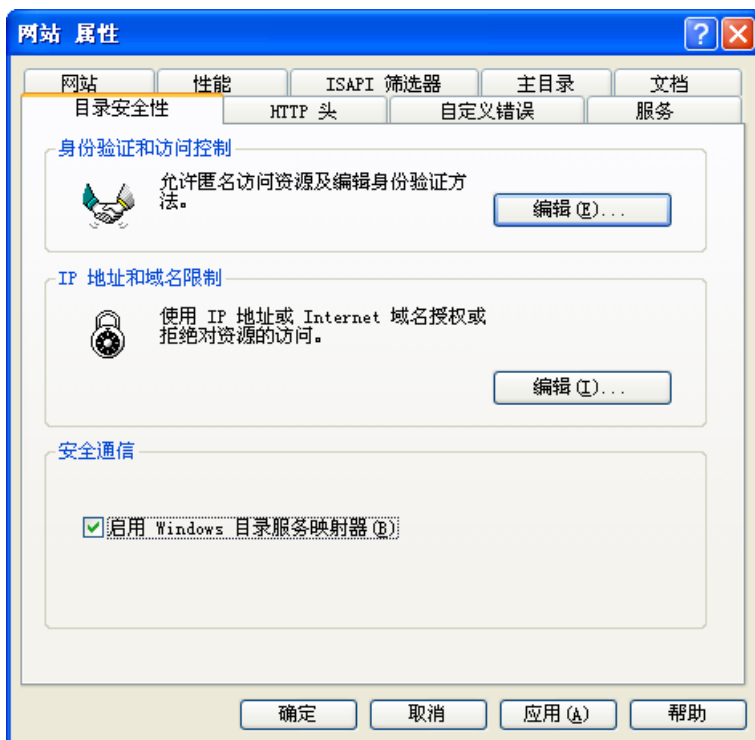 网站 属性
网站 性能 ISAPI 筛选器 主目录 文档
目录安全性 HTTP 头 自定义错误 服务
身份验证和访问控制
允许匿名访问资源及编辑身份验证方
法。
编辑(E)...
IP 地址和域名限制
使用 IP 地址或 Internet 域名授权或
拒绝对资源的访问。
编辑(I)...
安全通信
启用 Windows 目录服务映射器(B)
确定 取消 应用(A) 帮助